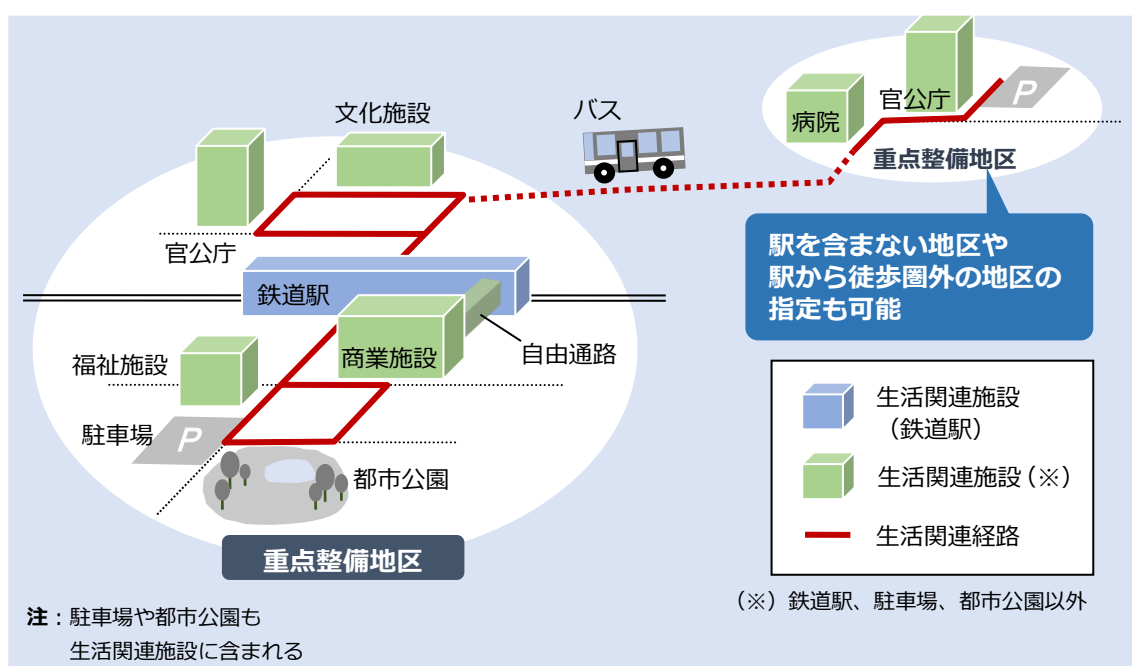 文化施設
バス
官公庁
P
病院
重点整備地区
官公庁
駅を含まない地区や
駅から徒歩圏外の地区の
指定も可能
鉄道駅
自由通路
商業施設
福祉施設
駐車場
P
都市公園
重点整備地区
生活関連施設
（鉄道駅）
生活関連施設（※）
生活関連経路
（※）鉄道駅、駐車場、都市公園以外
注：駐車場や都市公園も
生活関連施設に含まれる